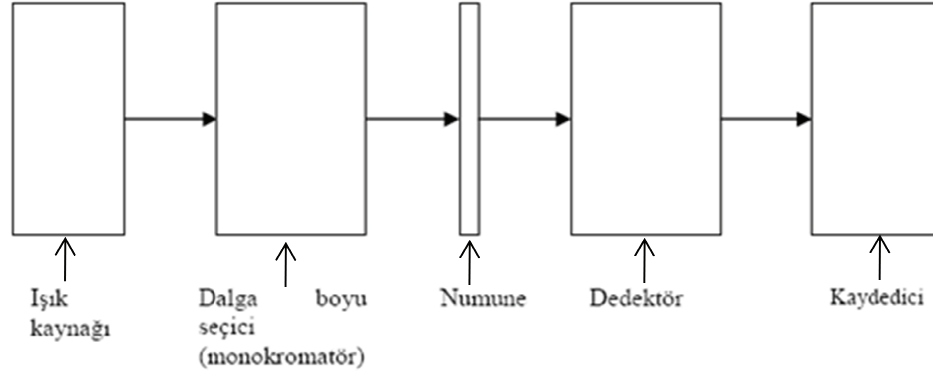 Işık
kaynağı
Dalga boyu
seçici
(monokromatör)
Numune
Dedektör
Kaydedici